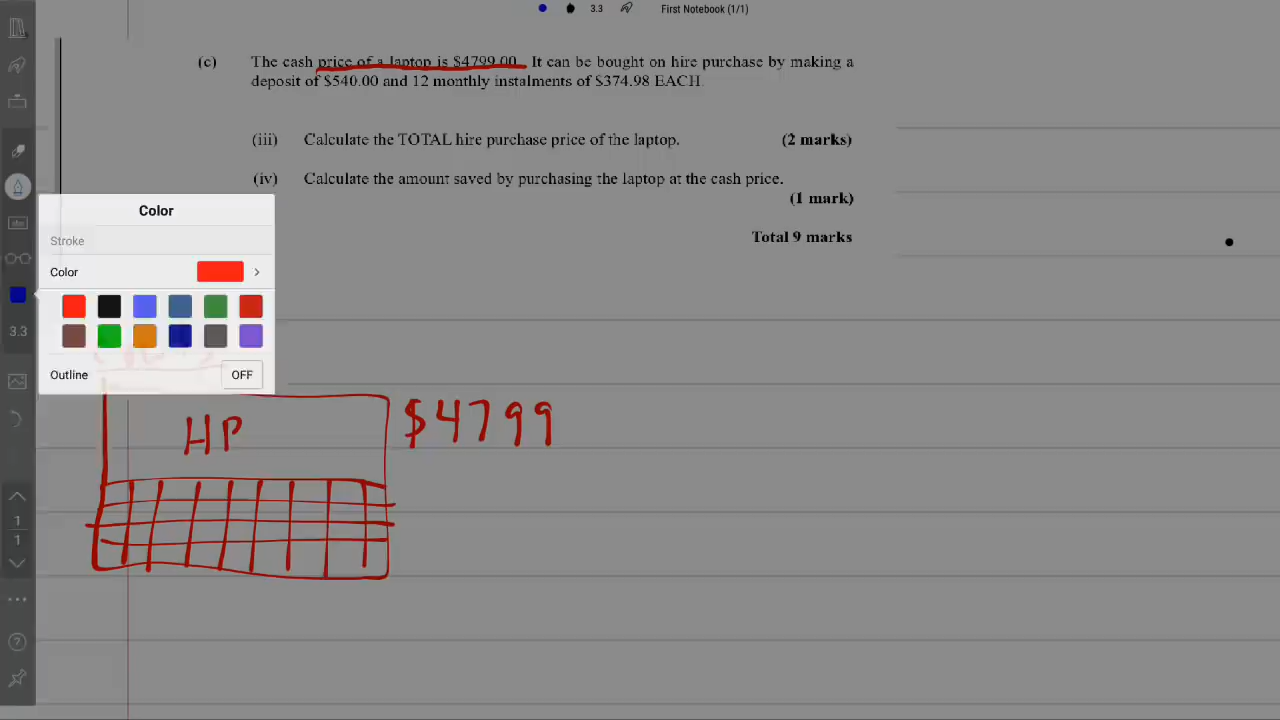 3.3 First Notebook (1/1)
(c) The cash price of a laptop is $4799.00. It can be bought on hire purchase by making a
deposit of $540.00 and 12 monthly instalments of $374.98 EACH.
(iii) Calculate the TOTAL hire purchase price of the laptop. (2 marks)
(iv) Calculate the amount saved by purchasing the laptop at the cash price.
(1 mark)
Total 9 marks
Color
Stroke
Color
Outline OFF
3.3
$4799
HP
1
1